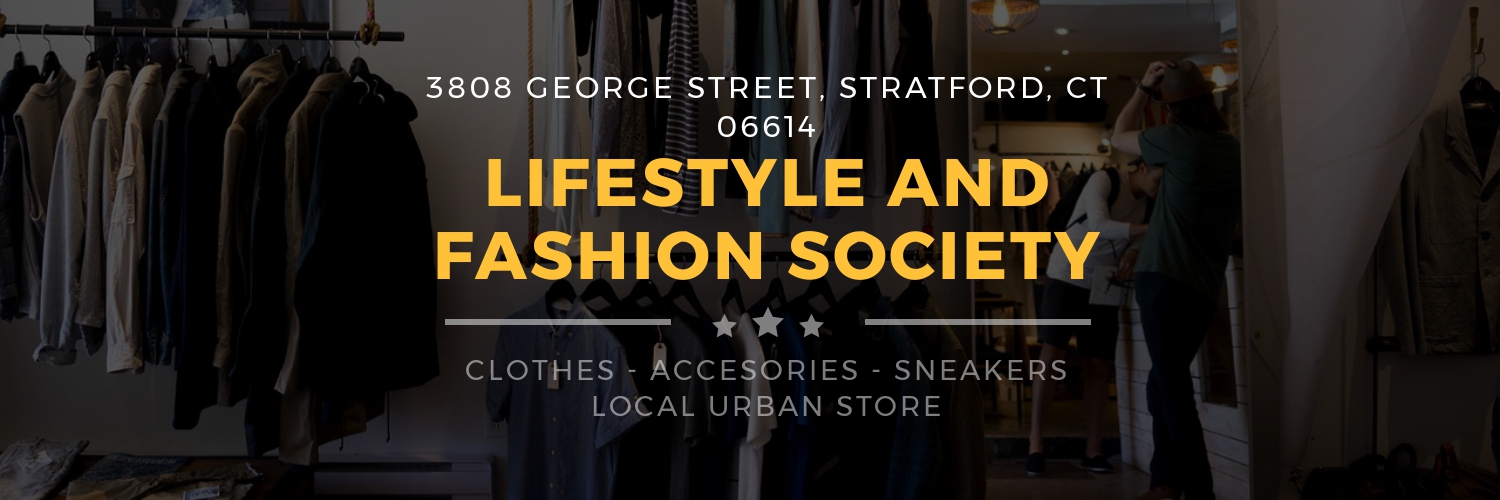 3808 GEORGE STREET, STRATFORD, CT
06614
LIFESTYLE AND
FASHION SOCIETY
CLOTHES - ACCESORIES - SNEAKERS
LOCAL URBAN STORE